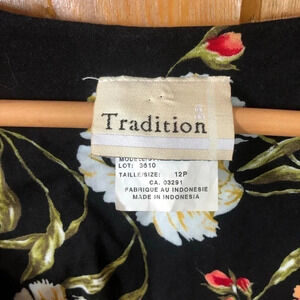 Tradition
LOT: 3610
TAILLE/SIZE: 12P
CA. 03291
FABRIQUE AU INDONESIE
MADE IN INDONESIA